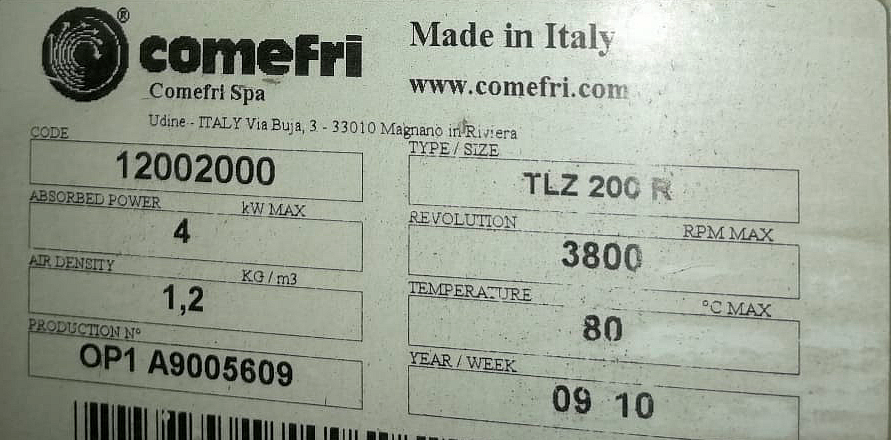 comefri®
Made in Italy
Comefri Spa
www.comefri.com
Udine - ITALY Via Buja, 3 - 33010 Magnano in Riviera
CODE
12002000
TYPE / SIZE
TLZ 200 R
ABSORBED POWER kW MAX
4
REVOLUTION RPM MAX
3800
AIR DENSITY KG / m3
1,2
TEMPERATURE °C MAX
80
PRODUCTION N°
OP1 A9005609
YEAR / WEEK
09 10